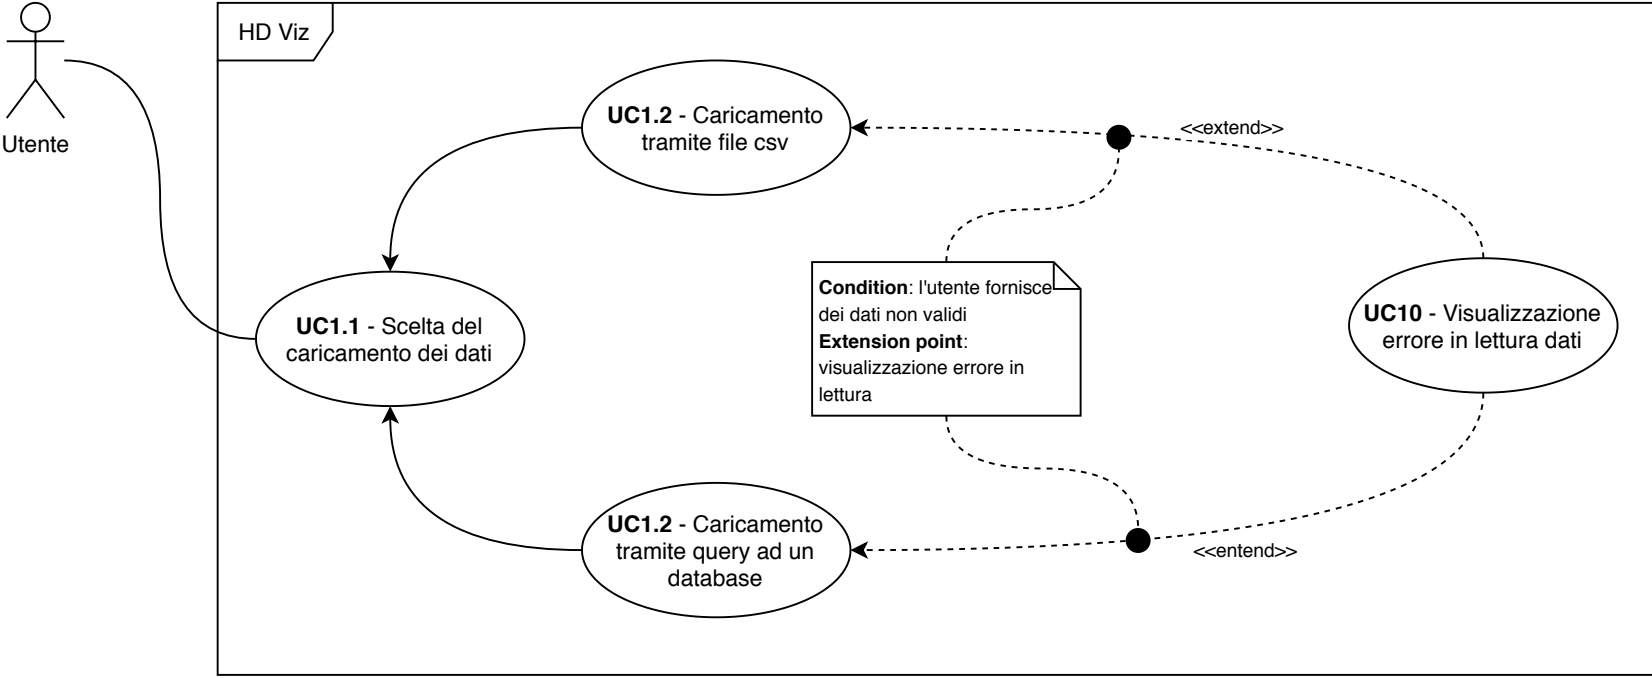 HD Viz
Utente
UC1.2 - Caricamento
tramite file csv
<<extend>>
UC1.1 - Scelta del
caricamento dei dati
Condition: l'utente fornisce
dei dati non validi
Extension point:
visualizzazione errore in
lettura
UC10 - Visualizzazione
errore in lettura dati
UC1.2 - Caricamento
tramite query ad un
database
<<entend>>